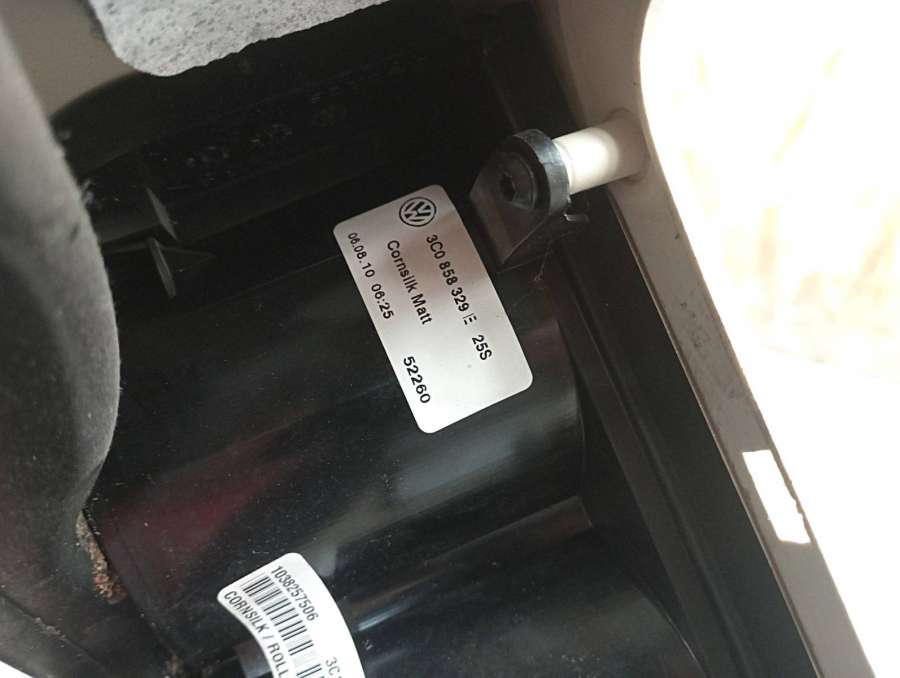 3C0 858 329 E 25S
Cornsilk Matt
06.08.10 06:25 52260
1038257506
CORNSILK / ROLL